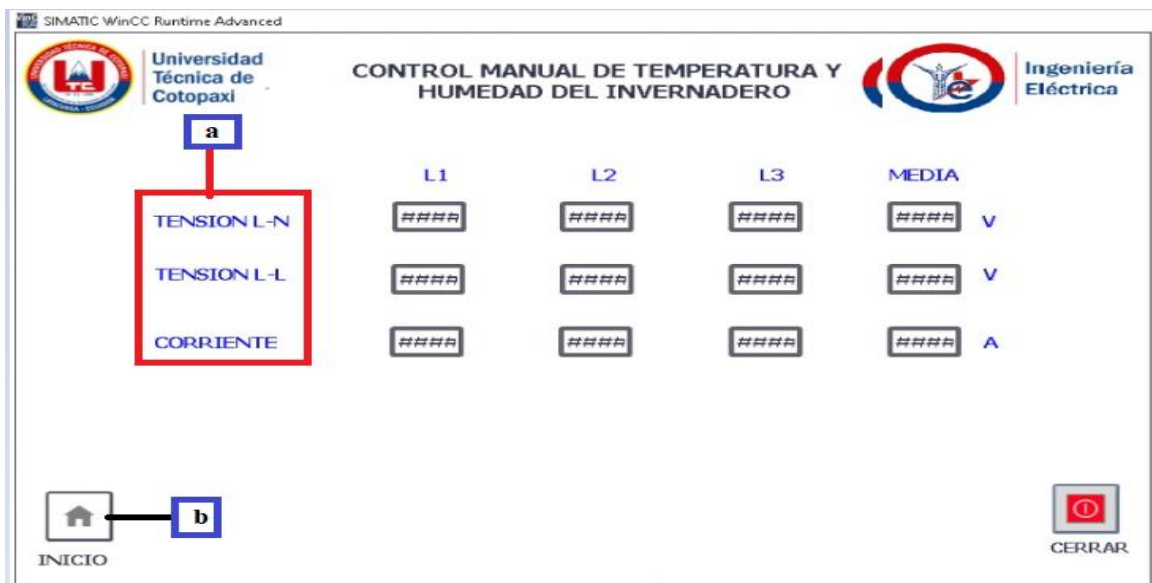 SIMATIC WinCC Runtime Advanced
Universidad
Técnica de
Cotopaxi
CONTROL MANUAL DE TEMPERATURA Y
HUMEDAD DEL INVERNADERO
Ingeniería
Eléctrica
a
L1 L2 L3 MEDIA
TENSION L-N #### #### #### #### V
TENSION L-L #### #### #### #### V
CORRIENTE #### #### #### #### A
b
INICIO
CERRAR